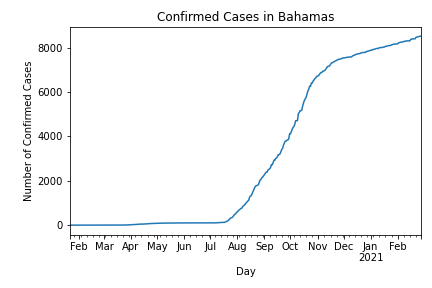 Confirmed Cases in Bahamas
Number of Confirmed Cases
8000
6000
4000
2000
0
Feb Mar Apr May Jun Jul Aug Sep Oct Nov Dec Jan Feb
2021
Day